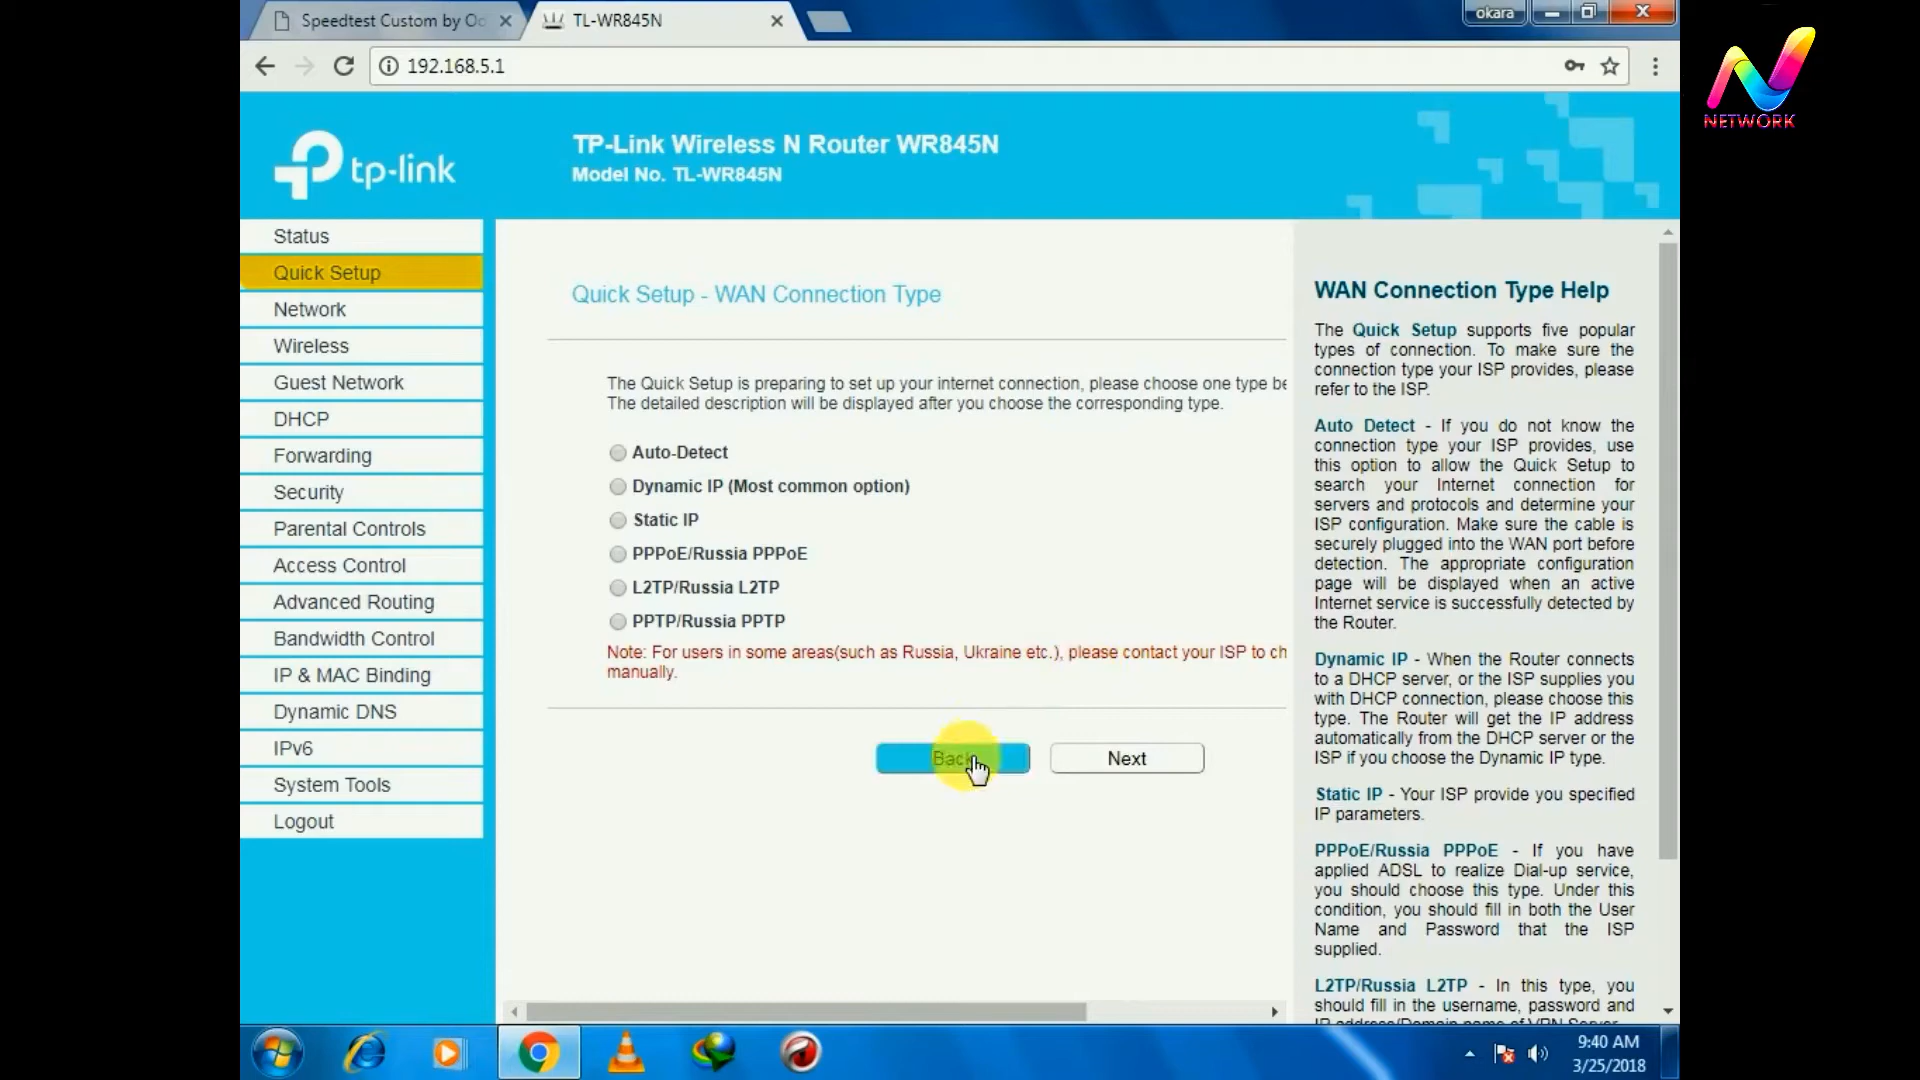 Speedtest Custom by Oo
TL-WR845N
okara
192.168.5.1
NETWORK
tp-link
TP-Link Wireless N Router WR845N
Model No. TL-WR845N
Status
Quick Setup
Network
Wireless
Guest Network
DHCP
Forwarding
Security
Parental Controls
Access Control
Advanced Routing
Bandwidth Control
IP & MAC Binding
Dynamic DNS
IPv6
System Tools
Logout
Quick Setup - WAN Connection Type
The Quick Setup is preparing to set up your internet connection, please choose one type be
The detailed description will be displayed after you choose the corresponding type.
Auto-Detect
Dynamic IP (Most common option)
Static IP
PPPoE/Russia PPPoE
L2TP/Russia L2TP
PPTP/Russia PPTP
Note: For users in some areas(such as Russia, Ukraine etc.), please contact your ISP to ch
manually.
Back
Next
WAN Connection Type Help
The Quick Setup supports five popular
types of connection. To make sure the
connection type your ISP provides, please
refer to the ISP.
Auto Detect - If you do not know the
connection type your ISP provides, use
this option to allow the Quick Setup to
search your Internet connection for
servers and protocols and determine your
ISP configuration. Make sure the cable is
securely plugged into the WAN port before
detection. The appropriate configuration
page will be displayed when an active
Internet service is successfully detected by
the Router.
Dynamic IP - When the Router connects
to a DHCP server, or the ISP supplies you
with DHCP connection, please choose this
type. The Router will get the IP address
automatically from the DHCP server or the
ISP if you choose the Dynamic IP type.
Static IP - Your ISP provide you specified
IP parameters.
PPPoE/Russia PPPoE - If you have
applied ADSL to realize Dial-up service,
you should choose this type. Under this
condition, you should fill in both the User
Name and Password that the ISP
supplied.
L2TP/Russia L2TP - In this type, you
should fill in the username, password and
IP address/Domain name of VPN Server
9:40 AM
3/25/2018